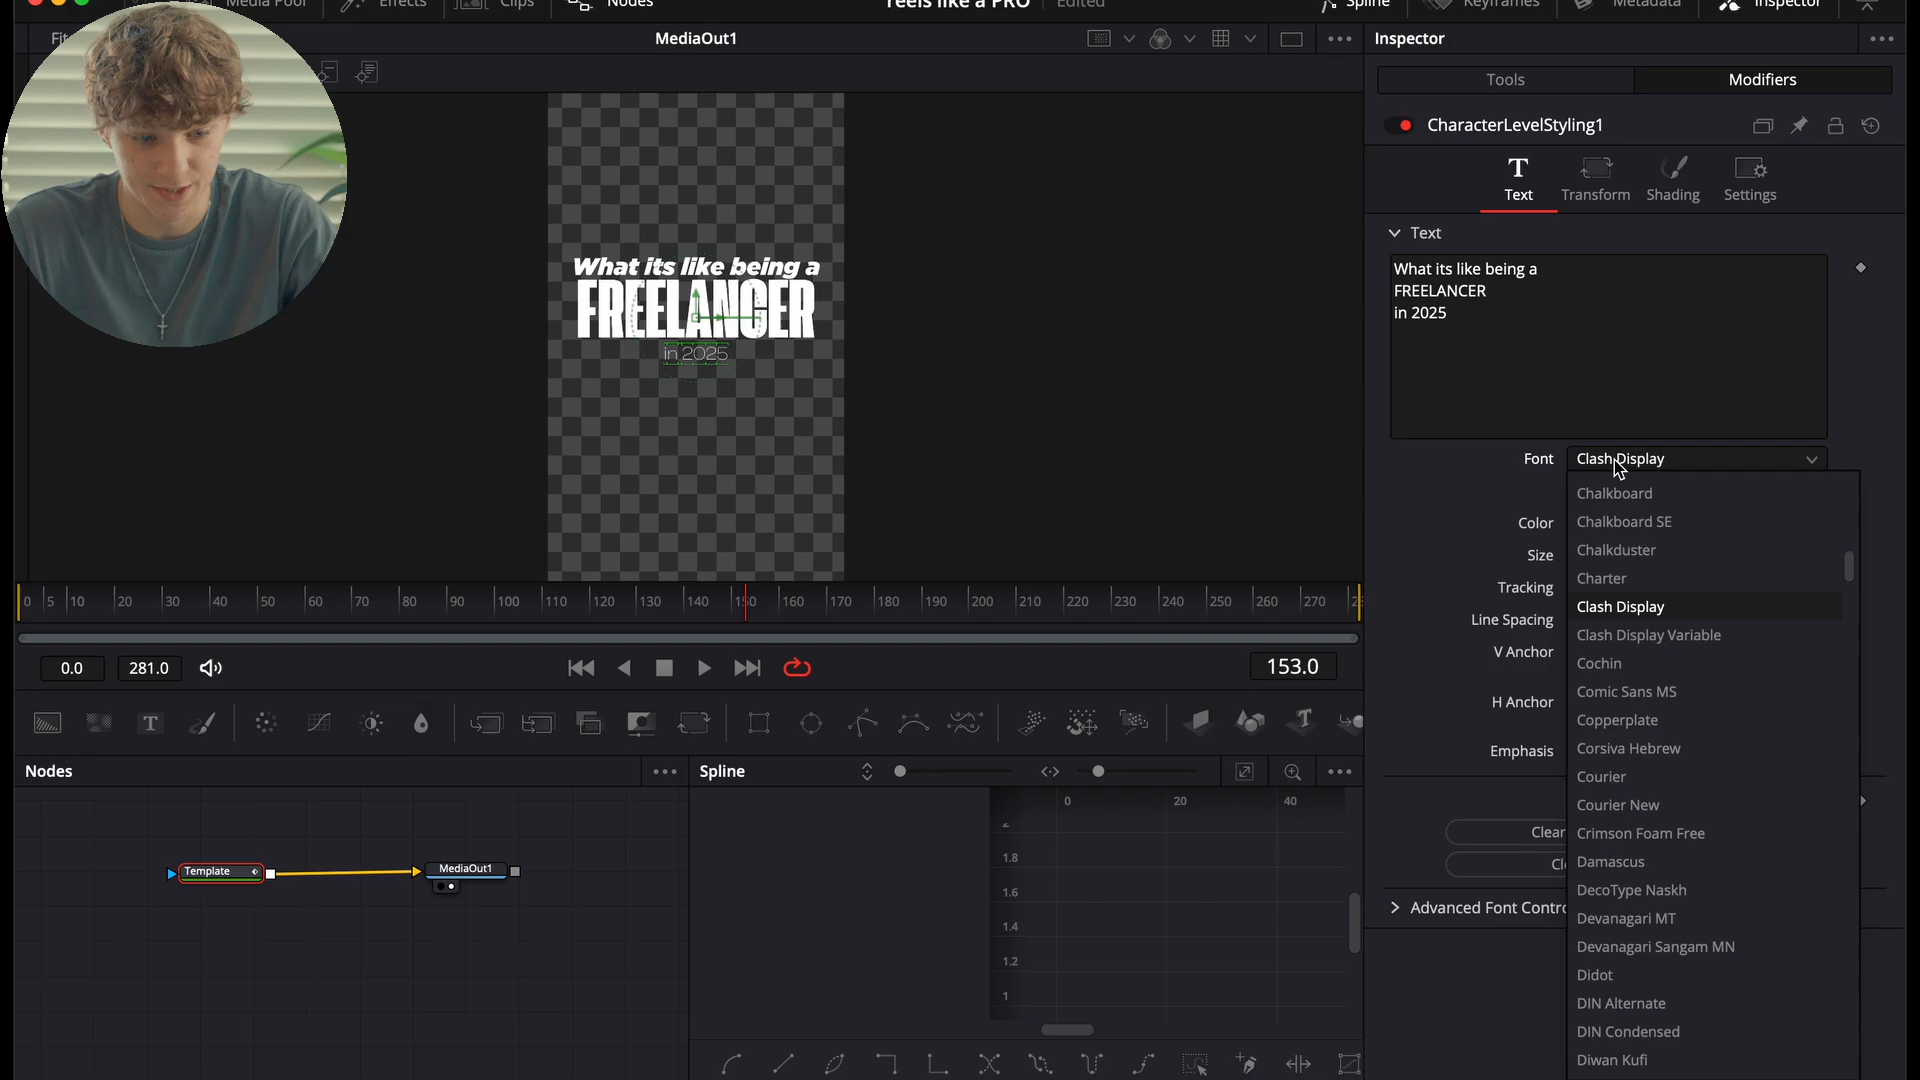 Media Pool
Effects
Clips
Nodes
reels like a PRO
Edited
Spline
Keyframes
Metadata
Inspector
Fit
MediaOut1
Inspector
Tools
Modifiers
CharacterLevelStyling1
T
Text
Transform
Shading
Settings
Text
What its like being a
FREELANCER
in 2025
What its like being a
FREELANCER
in 2025
Font
Clash Display
Color
Size
Tracking
Line Spacing
V Anchor
H Anchor
Emphasis
Chalkboard
Chalkboard SE
Chalkduster
Charter
Clash Display
Clash Display Variable
Cochin
Comic Sans MS
Copperplate
Corsiva Hebrew
Courier
Courier New
Crimson Foam Free
Damascus
DecoType Naskh
Devanagari MT
Devanagari Sangam MN
Didot
DIN Alternate
DIN Condensed
Diwan Kufi
Clear
Cle
Advanced Font Contro
0 5 10 20 30 40 50 60 70 80 90 100 110 120 130 140 150 160 170 180 190 200 210 220 230 240 250 260 270
0.0
281.0
153.0
T
Nodes
Spline
Template
MediaOut1
0 20 40
2
1.8
1.6
1.4
1.2
1